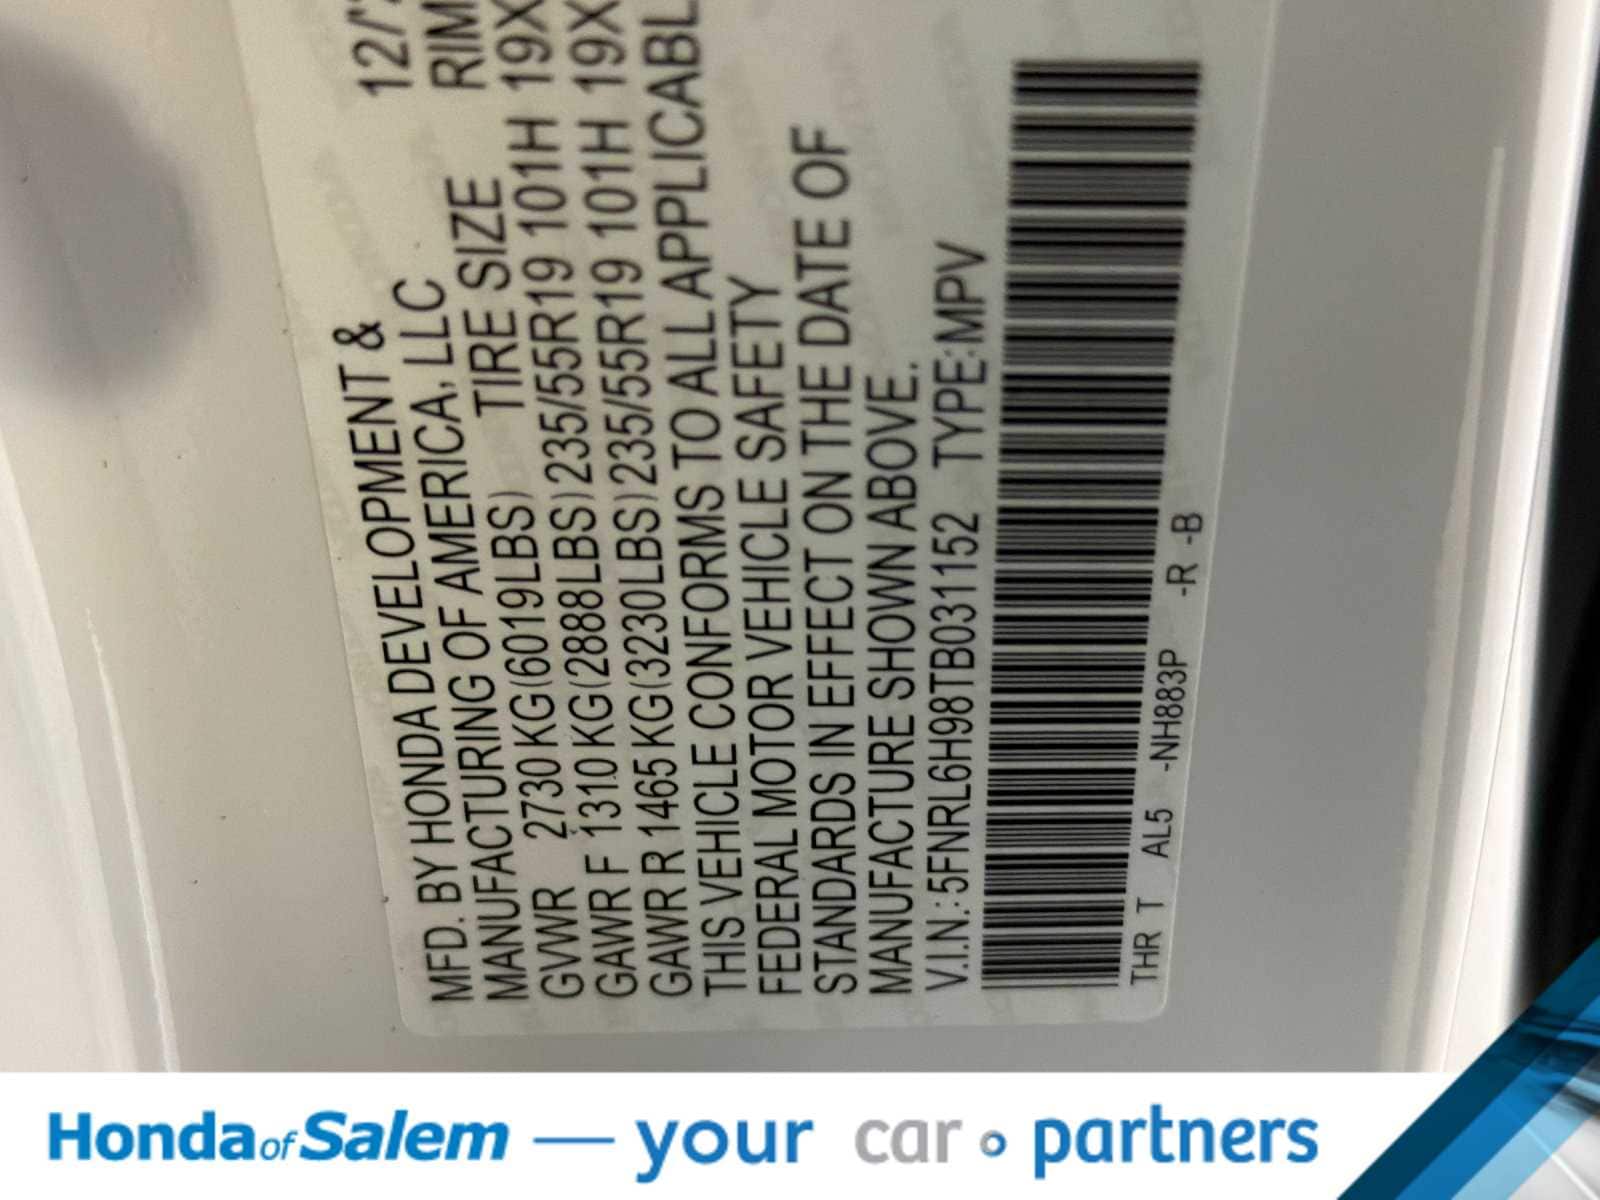 12/
MFD. BY HONDA DEVELOPMENT &
MANUFACTURING OF AMERICA, LLC
TIRE SIZE RIM
GVWR 2730 KG(6019LBS)
GAWR F 1310 KG(2888LBS)235/55R19 101H 19X
GAWR R 1465 KG(3230LBS)235/55R19 101H 19X
THIS VEHICLE CONFORMS TO ALL APPLICABL
FEDERAL MOTOR VEHICLE SAFETY
STANDARDS IN EFFECT ON THE DATE OF
MANUFACTURE SHOWN ABOVE.
V.I.N.:5FNRL6H98TB031152 TYPE:MPV
THR T AL5 -NH883P -R -B
Honda of Salem — your car partners